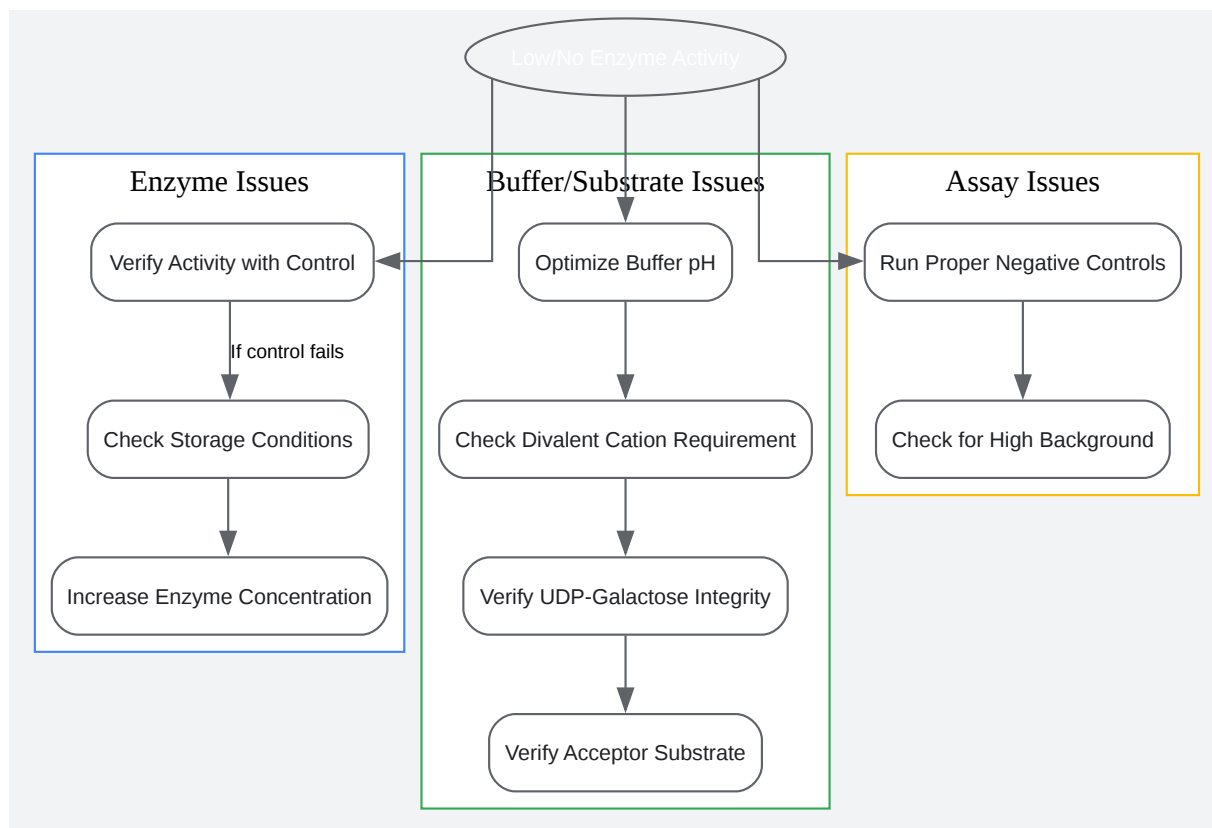 Low/No Enzyme Activity
Enzyme Issues
Verify Activity with Control
If control fails
Check Storage Conditions
Increase Enzyme Concentration
Buffer/Substrate Issues
Optimize Buffer pH
Check Divalent Cation Requirement
Verify UDP-Galactose Integrity
Verify Acceptor Substrate
Assay Issues
Run Proper Negative Controls
Check for High Background